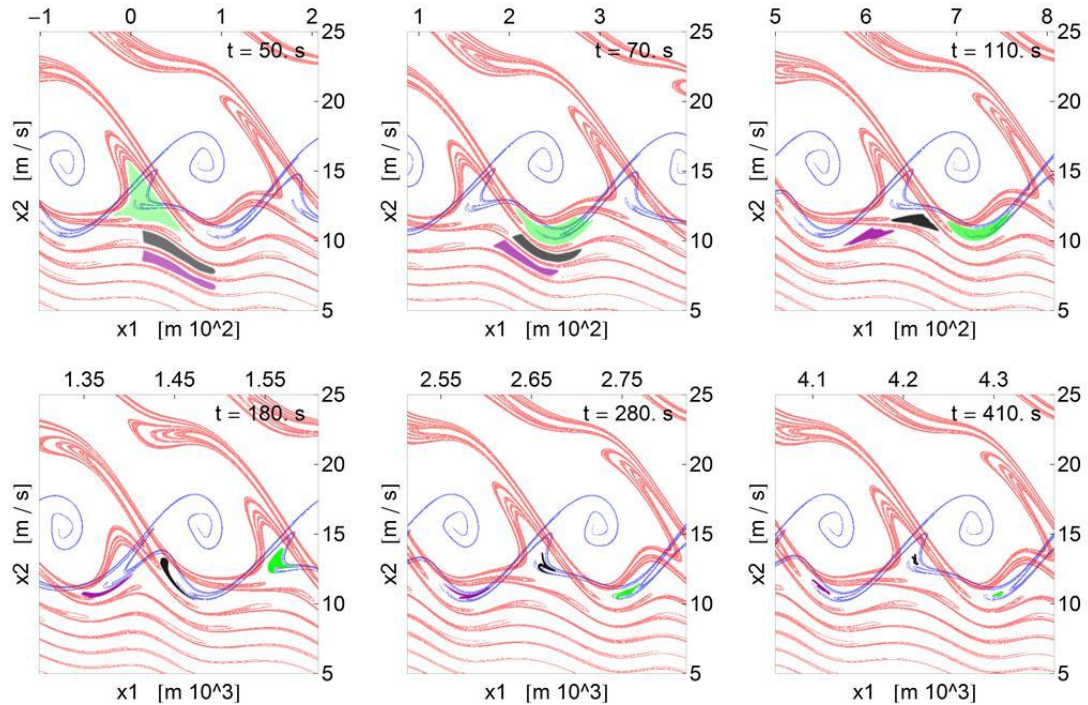 −1 0 1 2
t = 50. s
25
20
15
10
5
x2 [m / s]
x1 [m 10^2]
1 2 3
t = 70. s
25
20
15
10
5
x2 [m / s]
x1 [m 10^2]
5 6 7 8
t = 110. s
25
20
15
10
5
x2 [m / s]
x1 [m 10^2]
1.35 1.45 1.55
t = 180. s
25
20
15
10
5
x2 [m / s]
x1 [m 10^3]
2.55 2.65 2.75
t = 280. s
25
20
15
10
5
x2 [m / s]
x1 [m 10^3]
4.1 4.2 4.3
t = 410. s
25
20
15
10
5
x2 [m / s]
x1 [m 10^3]